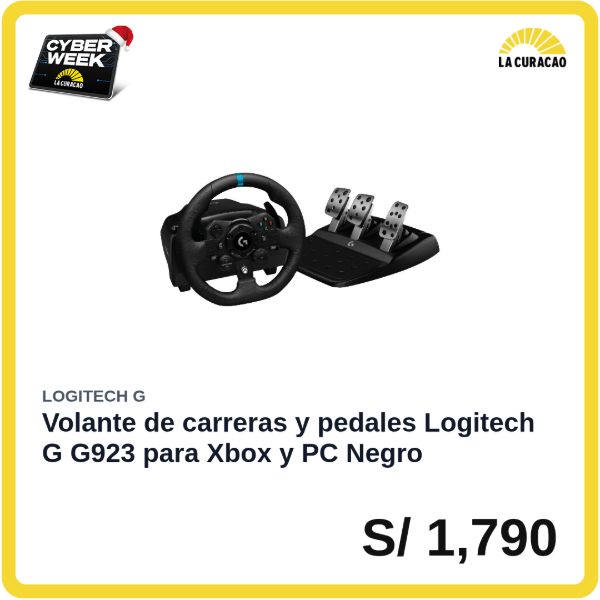 CYBER
WEEK
LA CURACAO
LA CURACAO
LOGITECH G
Volante de carreras y pedales Logitech
G G923 para Xbox y PC Negro
S/ 1,790